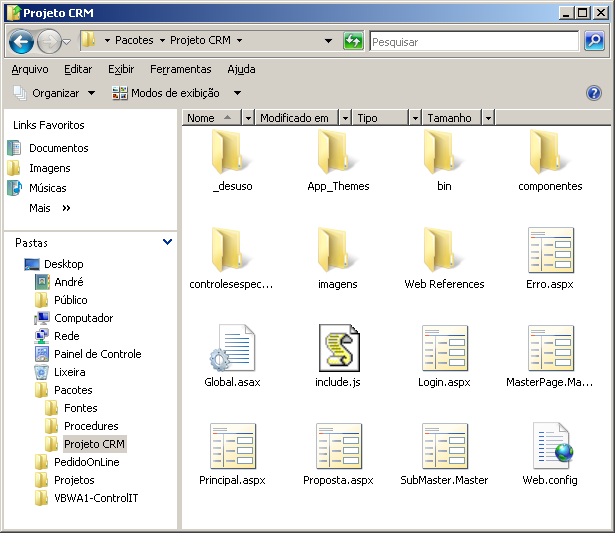 Projeto CRM
Pacotes Projeto CRM Pesquisar
Arquivo Editar Exibir Ferramentas Ajuda
Organizar Modos de exibição
Links Favoritos
Documentos
Imagens
Músicas
Mais »
Pastas
Desktop
André
Público
Computador
Rede
Painel de Controle
Lixeira
Pacotes
Fontes
Procedures
Projeto CRM
PedidoOnLine
Projetos
VBWA1-ControlIT
Nome Modificado em Tipo Tamanho
_desuso App_Themes bin componentes
controlesespec... imagens Web References Erro.aspx
Global.asax include.js Login.aspx MasterPage.Ma...
Principal.aspx Proposta.aspx SubMaster.Master Web.config